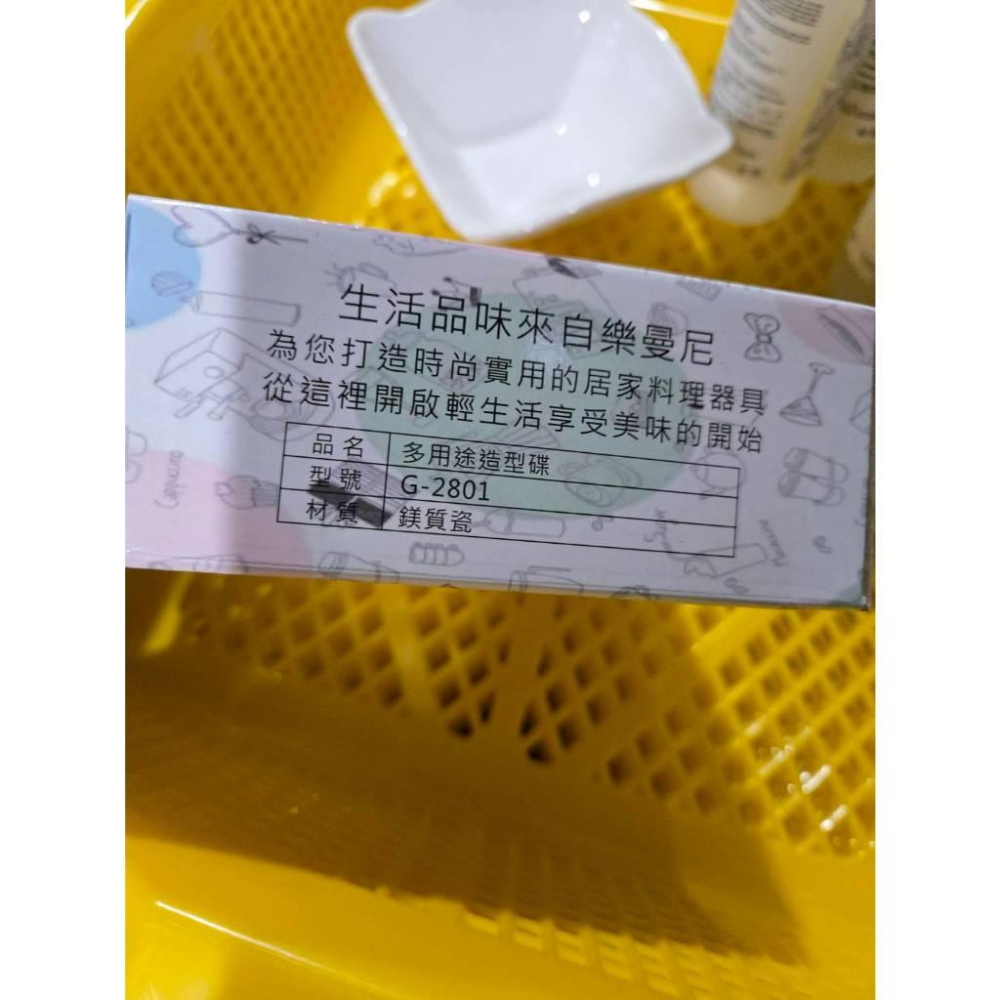 生活品味來自樂曼尼
為您打造時尚實用的居家料理器具
從這裡開啟輕生活享受美味的開始
品名 多用途造型碟
型號 G-2801
材質 鎂質瓷
Cappuccino